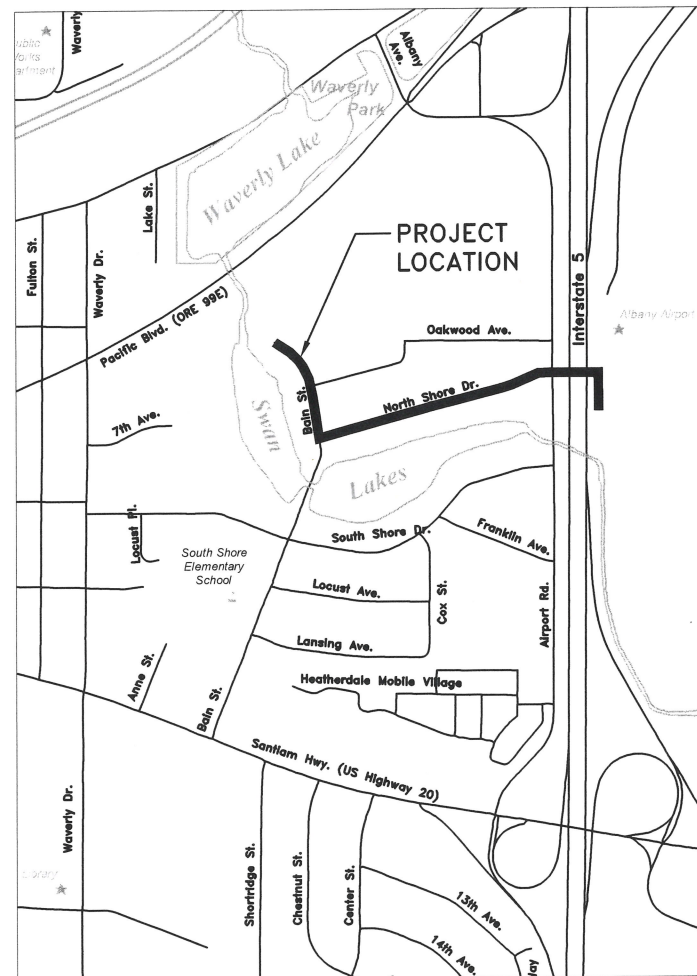 Waverly
Albany
Ave.
Waverly
Park
Waverly Lake
Lake St.
Fulton St.
Waverly Dr.
PROJECT
LOCATION
Interstate 5
Albany Airport
Pacific Blvd. (ORE 99E)
Oakwood Ave.
Bain St.
North Shore Dr.
Swan
7th Ave.
Lakes
Locust Pl.
South Shore Dr.
Franklin Ave.
South Shore
Elementary
School
Locust Ave.
Cox St.
Airport Rd.
Lansing Ave.
Anne St.
Heatherdale Mobile Village
Bain St.
Santiam Hwy. (US Highway 20)
Waverly Dr.
Library
Shortridge St.
Chestnut St.
Center St.
13th Ave.
14th Ave.